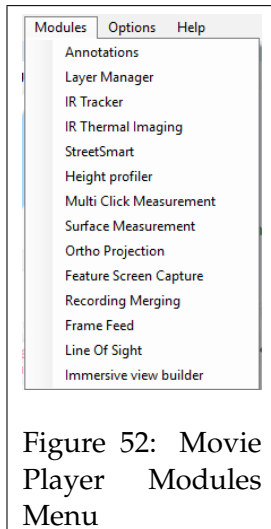 Modules Options Help
Annotations
Layer Manager
IR Tracker
IR Thermal Imaging
StreetSmart
Height profiler
Multi Click Measurement
Surface Measurement
Ortho Projection
Feature Screen Capture
Recording Merging
Frame Feed
Line Of Sight
Immersive view builder
Figure 52: Movie
Player Modules
Menu